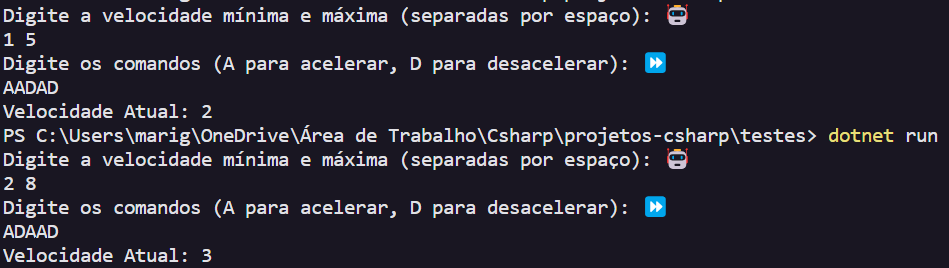 Digite a velocidade mínima e máxima (separadas por espaço): 🤖
1 5
Digite os comandos (A para acelerar, D para desacelerar): ⏩
AADAD
Velocidade Atual: 2
PS C:\Users\marig\OneDrive\Área de Trabalho\Csharp\projetos-csharp\testes> dotnet run
Digite a velocidade mínima e máxima (separadas por espaço): 🤖
2 8
Digite os comandos (A para acelerar, D para desacelerar): ⏩
ADAAD
Velocidade Atual: 3